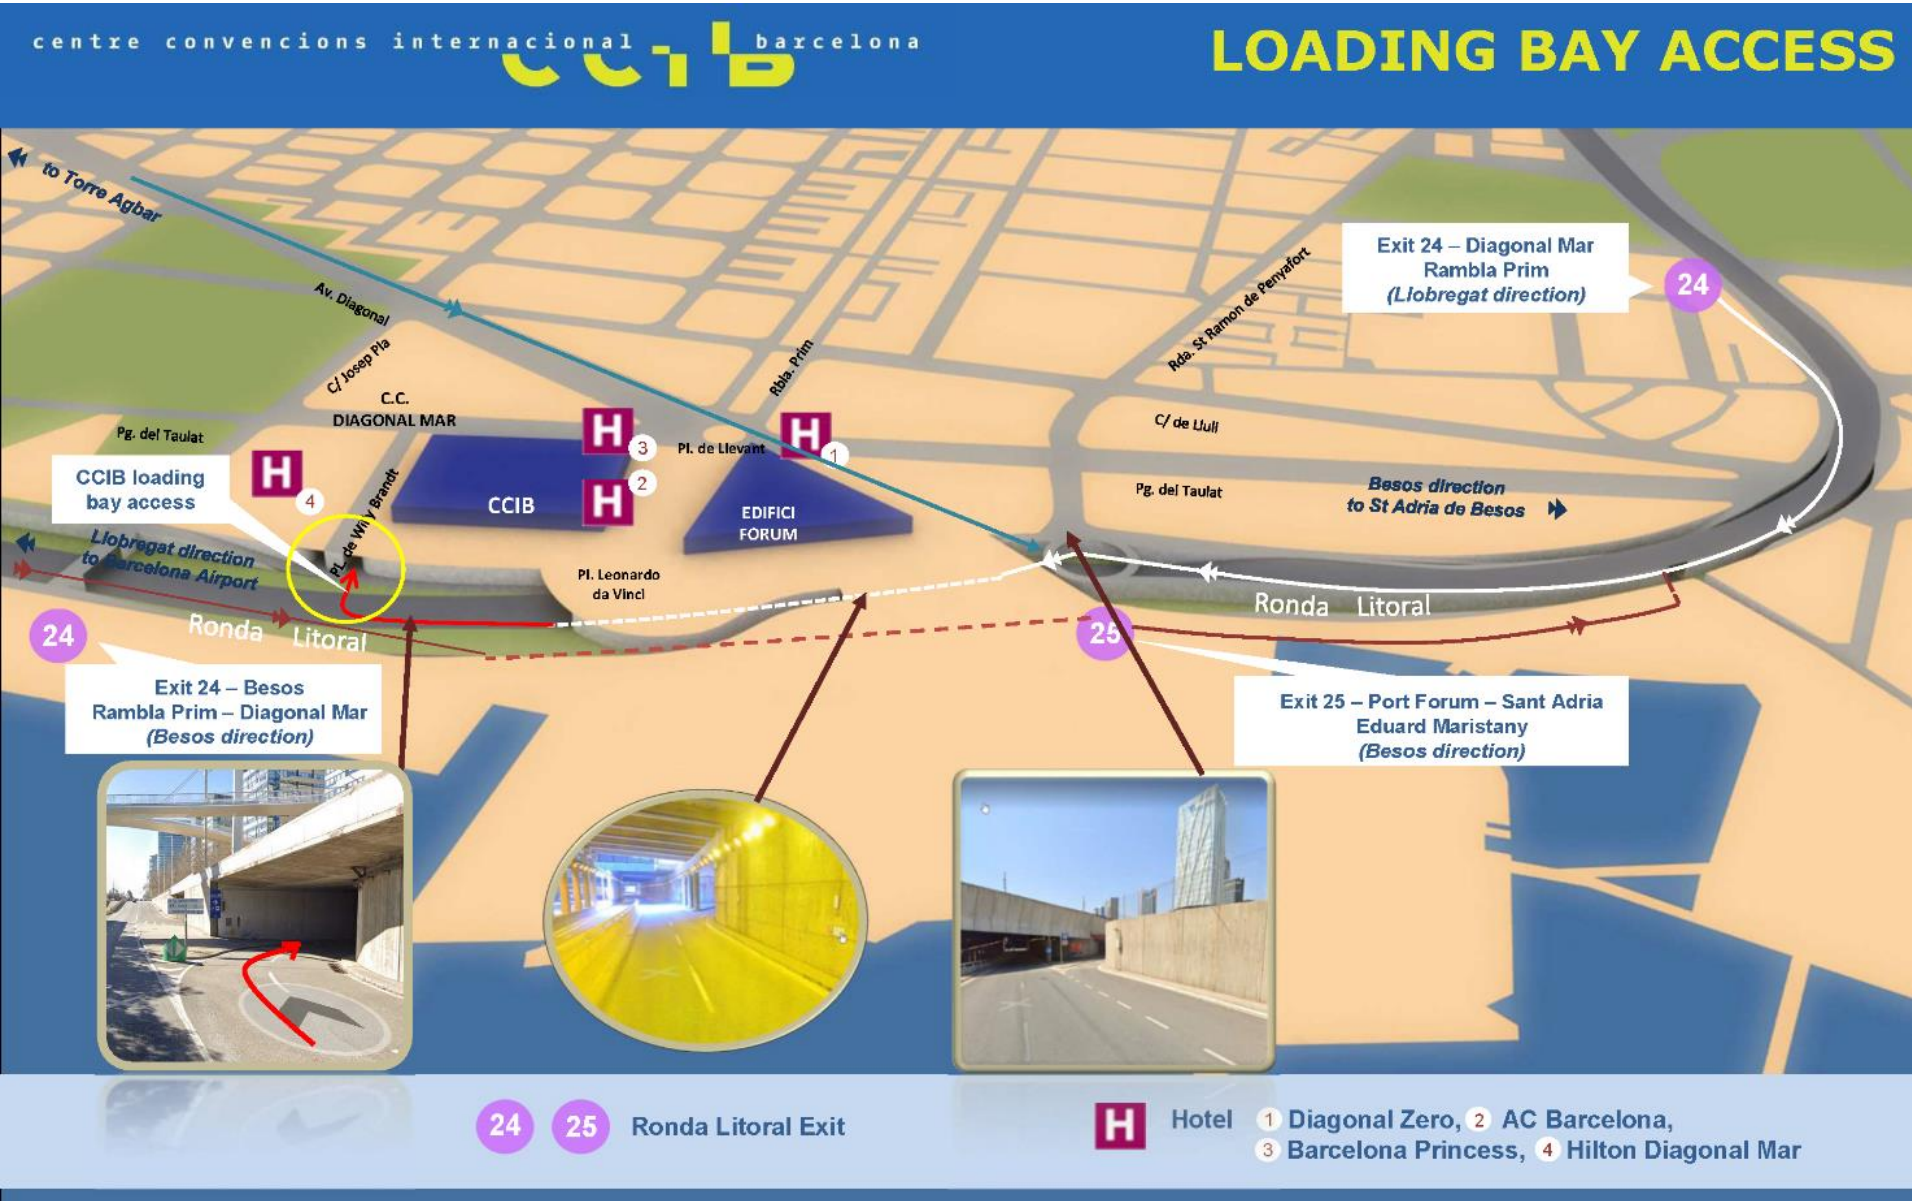 centre convencions internacional barcelona
ccib
LOADING BAY ACCESS
to Torre Agbar
Exit 24 – Diagonal Mar
Rambla Prim
(Llobregat direction)
24
Av. Diagonal
C/ Josep Pla
Rbla. Prim
Rda. St Ramon de Penyafort
C.C.
DIAGONAL MAR
Pg. del Taulat
H
3
Pl. de Llevant
H
1
C/ de Llull
CCIB loading
bay access
H
4
Pl. de Willy Brandt
CCIB
H
2
EDIFICI
FÒRUM
Pg. del Taulat
Besos direction
to St Adria de Besos
Llobregat direction
to Barcelona Airport
Pl. Leonardo
da Vinci
Ronda Litoral
24
Ronda Litoral
25
Exit 24 – Besos
Rambla Prim – Diagonal Mar
(Besos direction)
Exit 25 – Port Forum – Sant Adria
Eduard Maristany
(Besos direction)
24 25 Ronda Litoral Exit
H Hotel 1 Diagonal Zero, 2 AC Barcelona,
3 Barcelona Princess, 4 Hilton Diagonal Mar